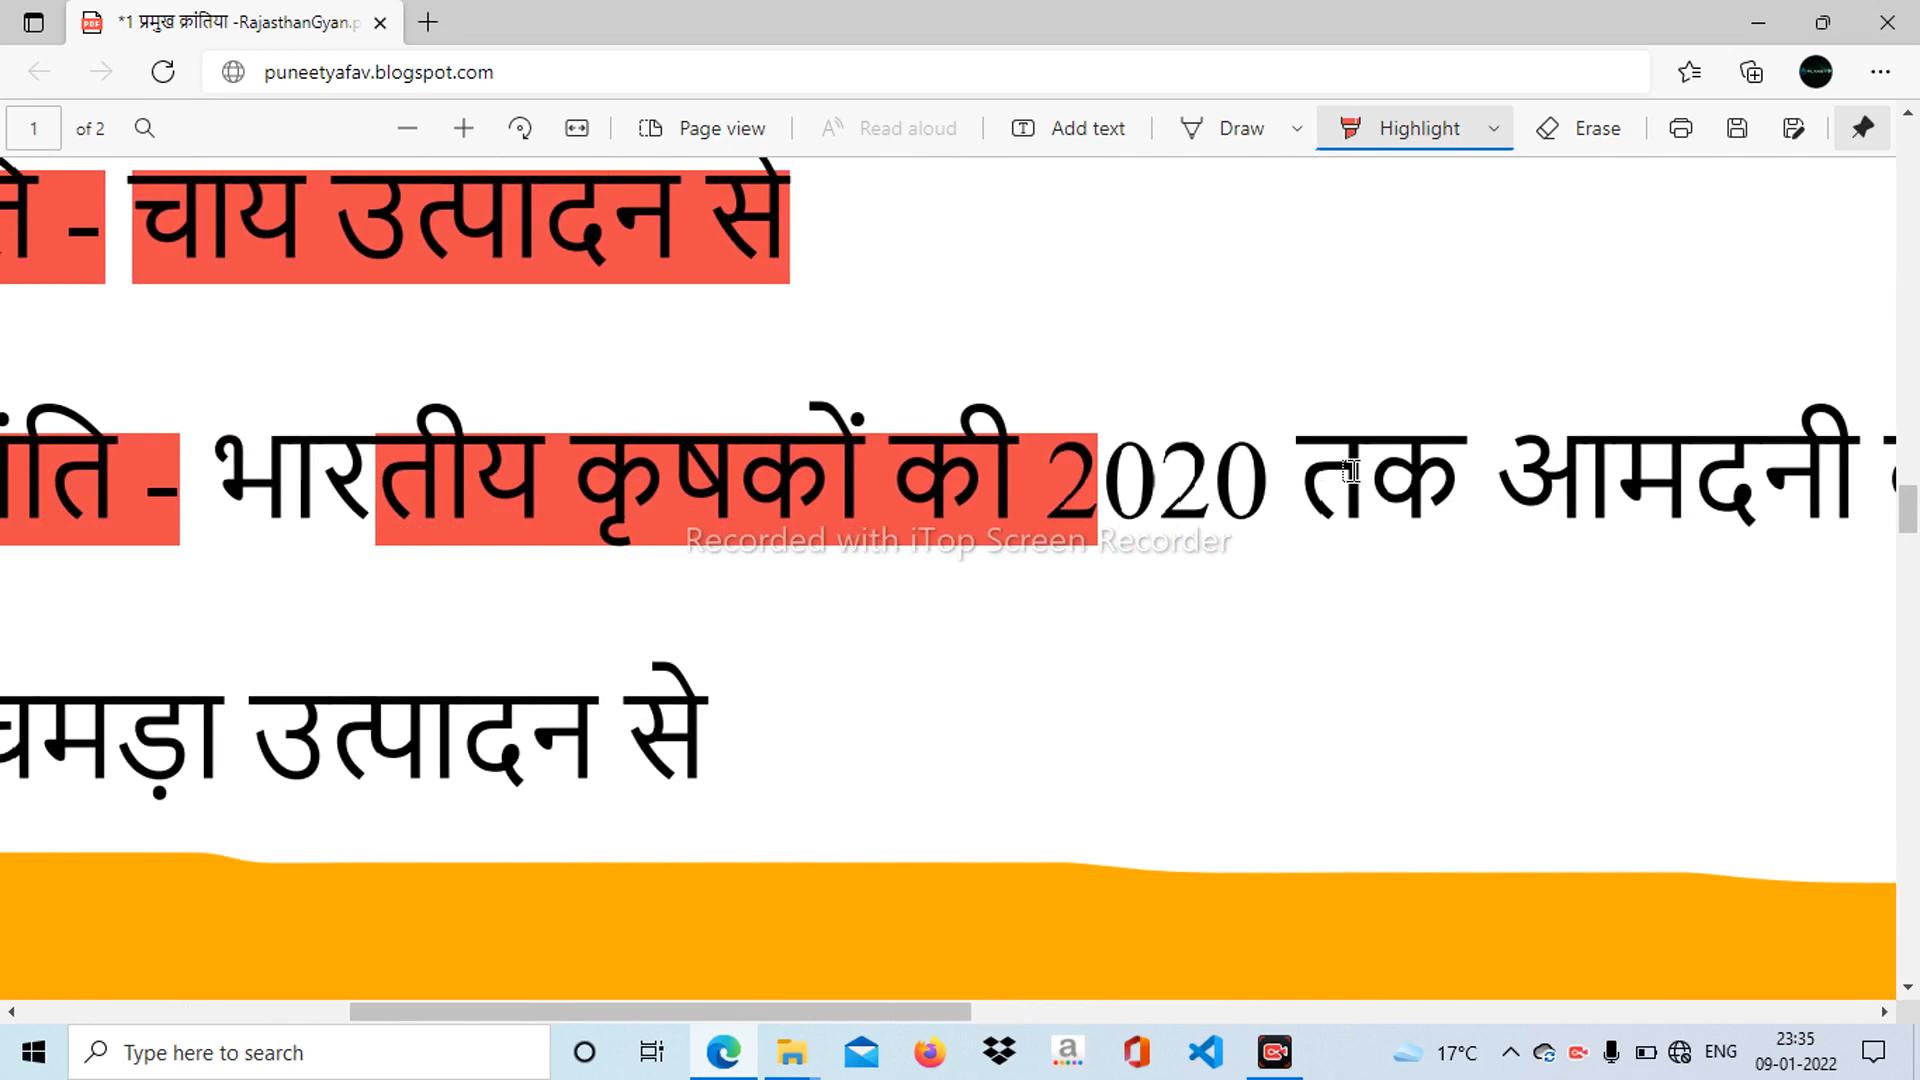 *1 प्रमुख क्रांतिया -RajasthanGyan.p
puneetyafav.blogspot.com
1 of 2 Page view Read aloud Add text Draw Highlight Erase
ति - चाय उत्पादन से
ांति - भारतीय कृषकों की 2020 तक आमदनी
Recorded with iTop Screen Recorder
चमड़ा उत्पादन से
Type here to search
17°C
ENG
23:35
09-01-2022